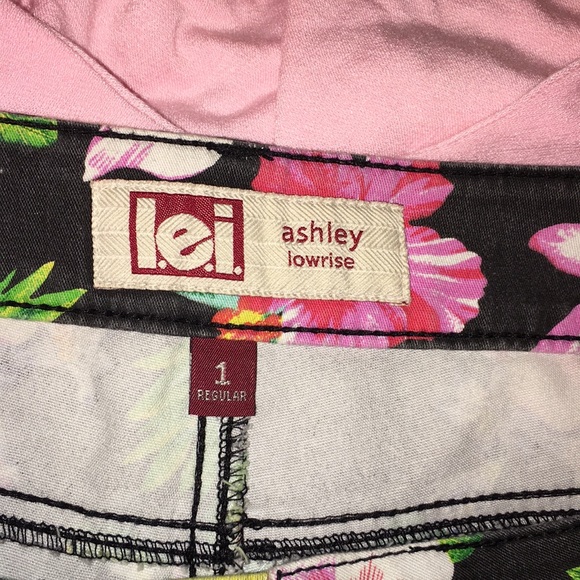 l.e.i.
ashley
lowrise
1
REGULAR